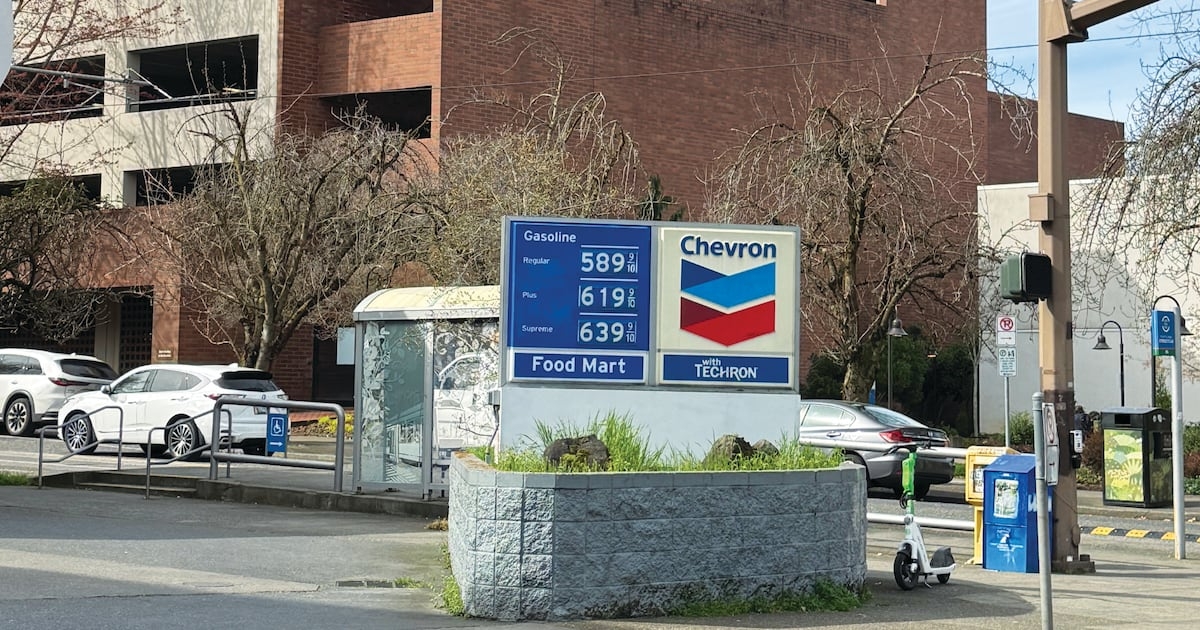 Gasoline
Regular 589 9/10
Plus 619 9/10
Supreme 639 9/10
Food Mart
Chevron
with
TECHRON